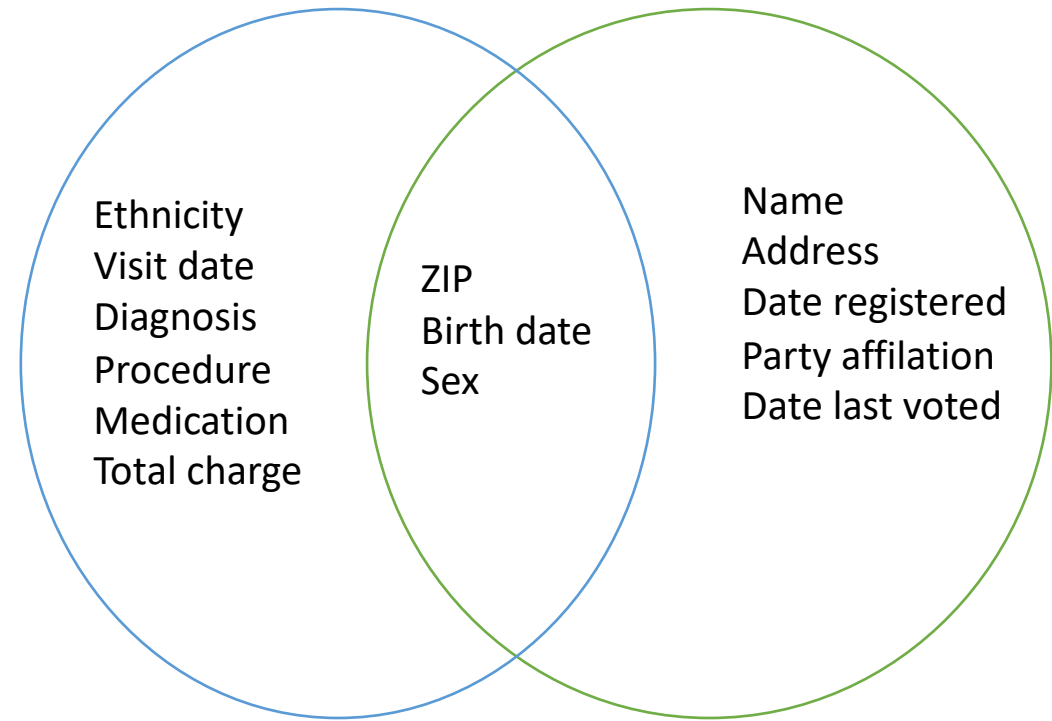 Ethnicity
Visit date
Diagnosis
Procedure
Medication
Total charge
ZIP
Birth date
Sex
Name
Address
Date registered
Party affilation
Date last voted